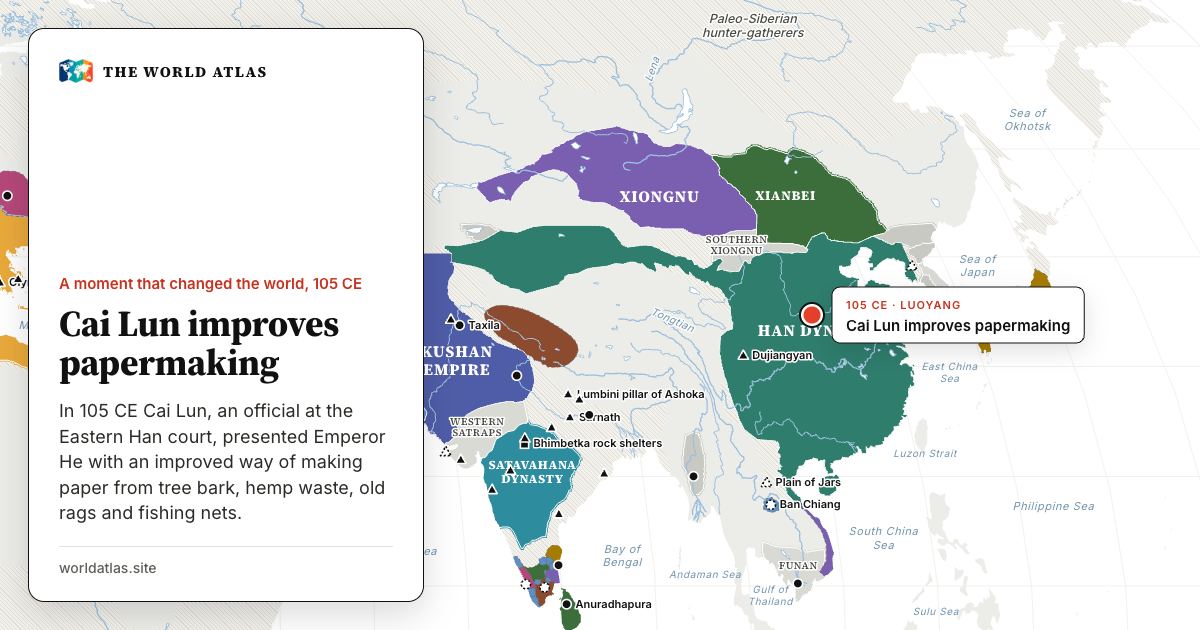 THE WORLD ATLAS
A moment that changed the world, 105 CE
Cai Lun improves
papermaking
In 105 CE Cai Lun, an official at the
Eastern Han court, presented Emperor
He with an improved way of making
paper from tree bark, hemp waste, old
rags and fishing nets.
worldatlas.site
Paleo-Siberian
hunter-gatherers
Lena
Sea of
Okhotsk
XIONGNU
XIANBEI
SOUTHERN
XIONGNU
Sea of
Japan
105 CE · LUOYANG
Cai Lun improves papermaking
HAN DYN
Dujiangyan
Tongtian
Taxila
KUSHAN
EMPIRE
East China
Sea
Lumbini pillar of Ashoka
WESTERN
SATRAPS
Bhimbetka rock shelters
SATAVAHANA
DYNASTY
Luzon Strait
Plain of Jars
Ban Chiang
Philippine Sea
South China
Sea
Bay of
Bengal
Andaman Sea
FUNAN
Gulf of
Thailand
Anuradhapura
Sulu Sea